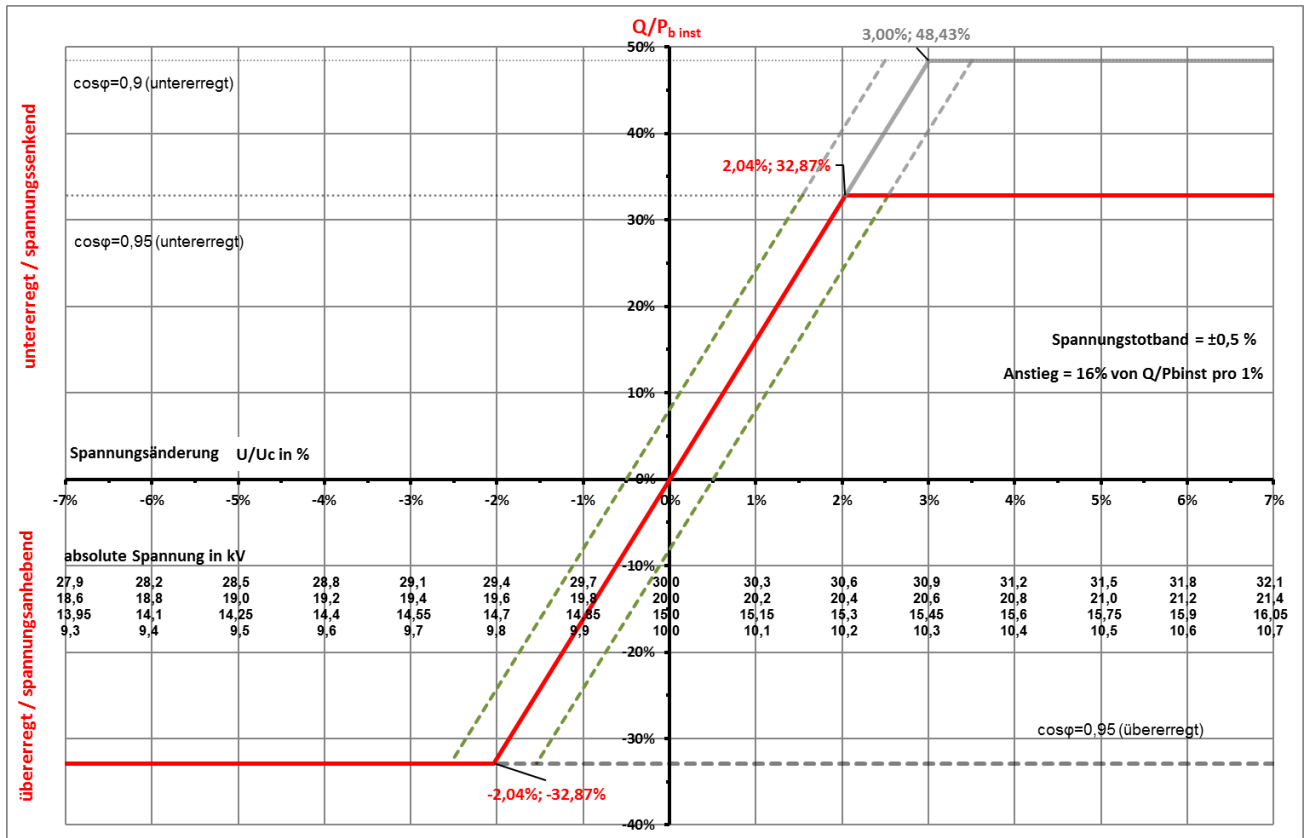 Q/P b inst
3,00%; 48,43%
50%
cosφ=0,9 (untererregt)
40%
2,04%; 32,87%
30%
cosφ=0,95 (untererregt)
untererregt / spannungssenkend
20%
Spannungstotband = ±0,5 %
Anstieg = 16% von Q/Pbinst pro 1%
10%
Spannungsänderung U/Uc in %
0%
-7% -6% -5% -4% -3% -2% -1% 0% 1% 2% 3% 4% 5% 6% 7%
absolute Spannung in kV
-10%
27,9 28,2 28,5 28,8 29,1 29,4 29,7 30,0 30,3 30,6 30,9 31,2 31,5 31,8 32,1
18,6 18,8 19,0 19,2 19,4 19,6 19,8 20,0 20,2 20,4 20,6 20,8 21,0 21,2 21,4
13,95 14,1 14,25 14,4 14,55 14,7 14,85 15,0 15,15 15,3 15,45 15,6 15,75 15,9 16,05
9,3 9,4 9,5 9,6 9,7 9,8 9,9 10,0 10,1 10,2 10,3 10,4 10,5 10,6 10,7
übererregt / spannungsanhebend
-20%
cosφ=0,95 (übererregt)
-30%
-2,04%; -32,87%
-40%